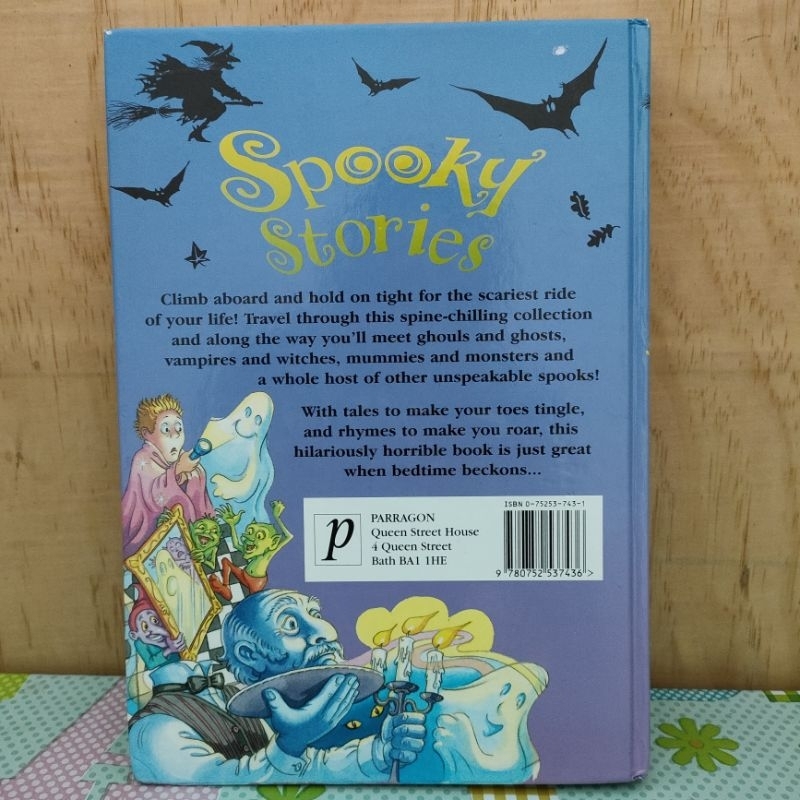 Spooky
Stories
Climb aboard and hold on tight for the scariest ride
of your life! Travel through this spine-chilling collection
and along the way you'll meet ghouls and ghosts,
vampires and witches, mummies and monsters and
a whole host of other unspeakable spooks!
With tales to make your toes tingle,
and rhymes to make you roar, this
hilariously horrible book is just great
when bedtime beckons...
ISBN 0-75253-743-1
p
PARRAGON
Queen Street House
4 Queen Street
Bath BA1 1HE
9 780752 537436 >